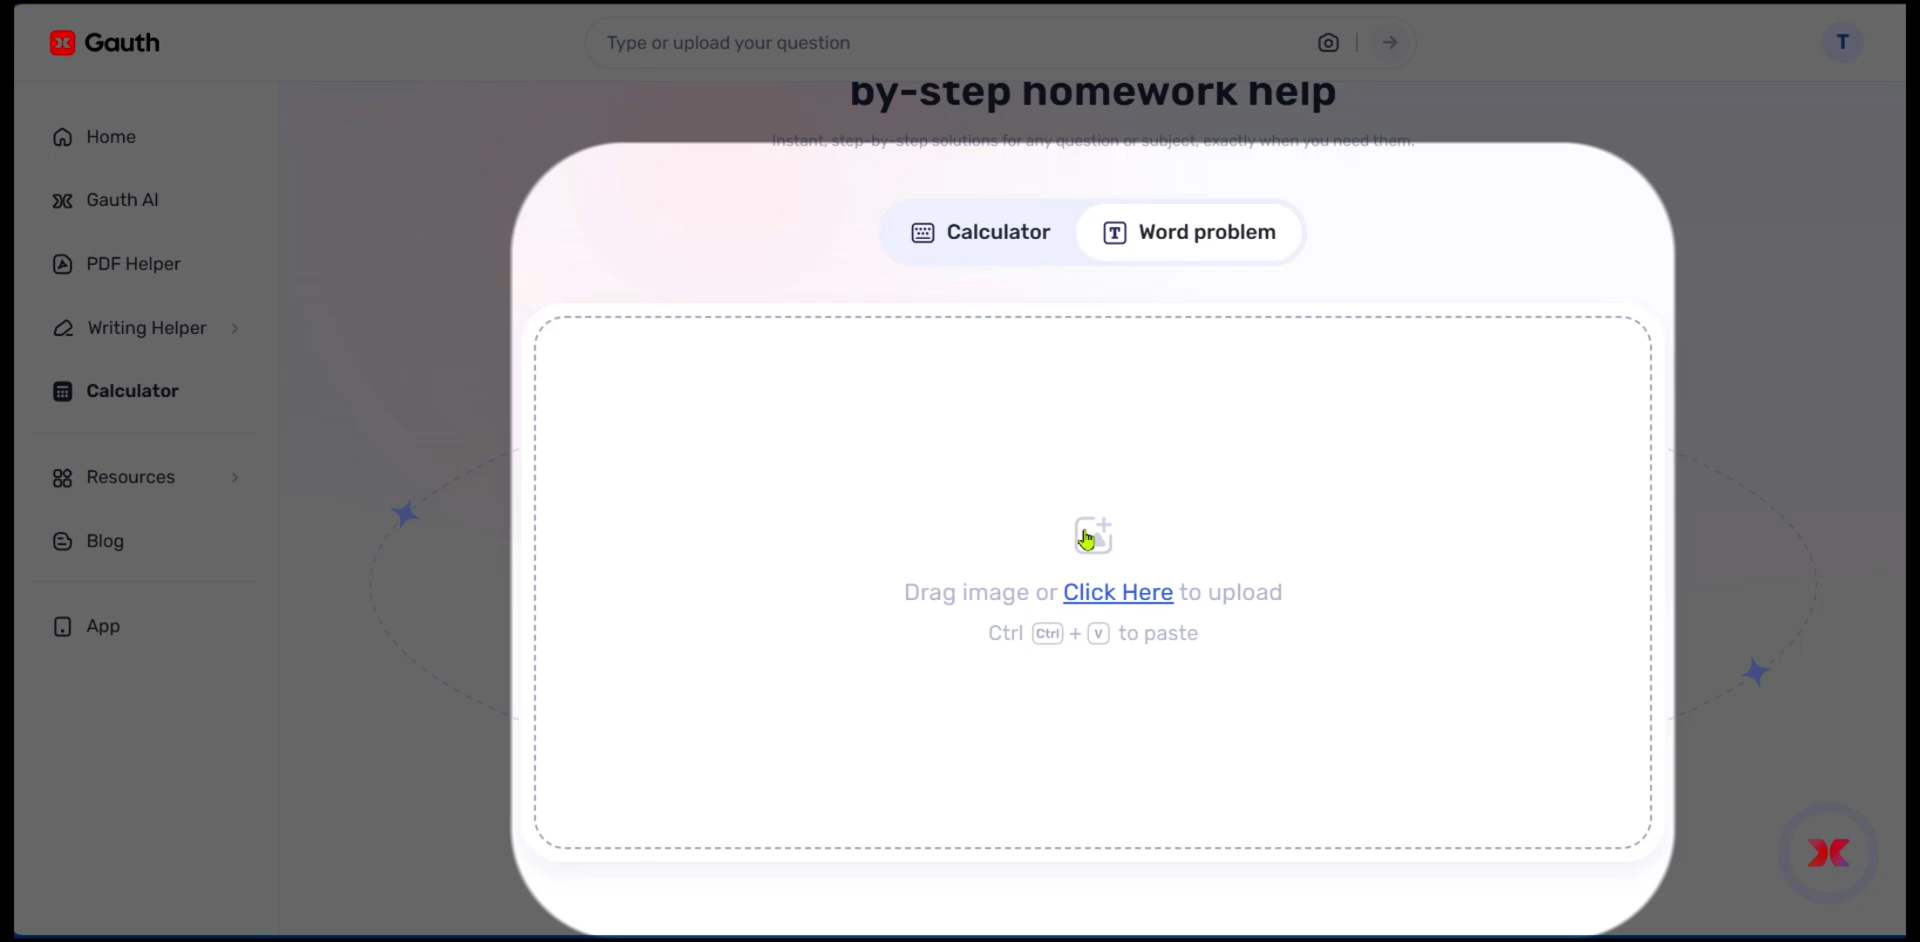 Gauth
Type or upload your question
T
by-step homework help
Instant, step-by-step solutions for any question or subject, exactly when you need them.
Home
Gauth AI
PDF Helper
Writing Helper
Calculator
Resources
Blog
App
Calculator
Word problem
Drag image or Click Here to upload
Ctrl Ctrl + V to paste